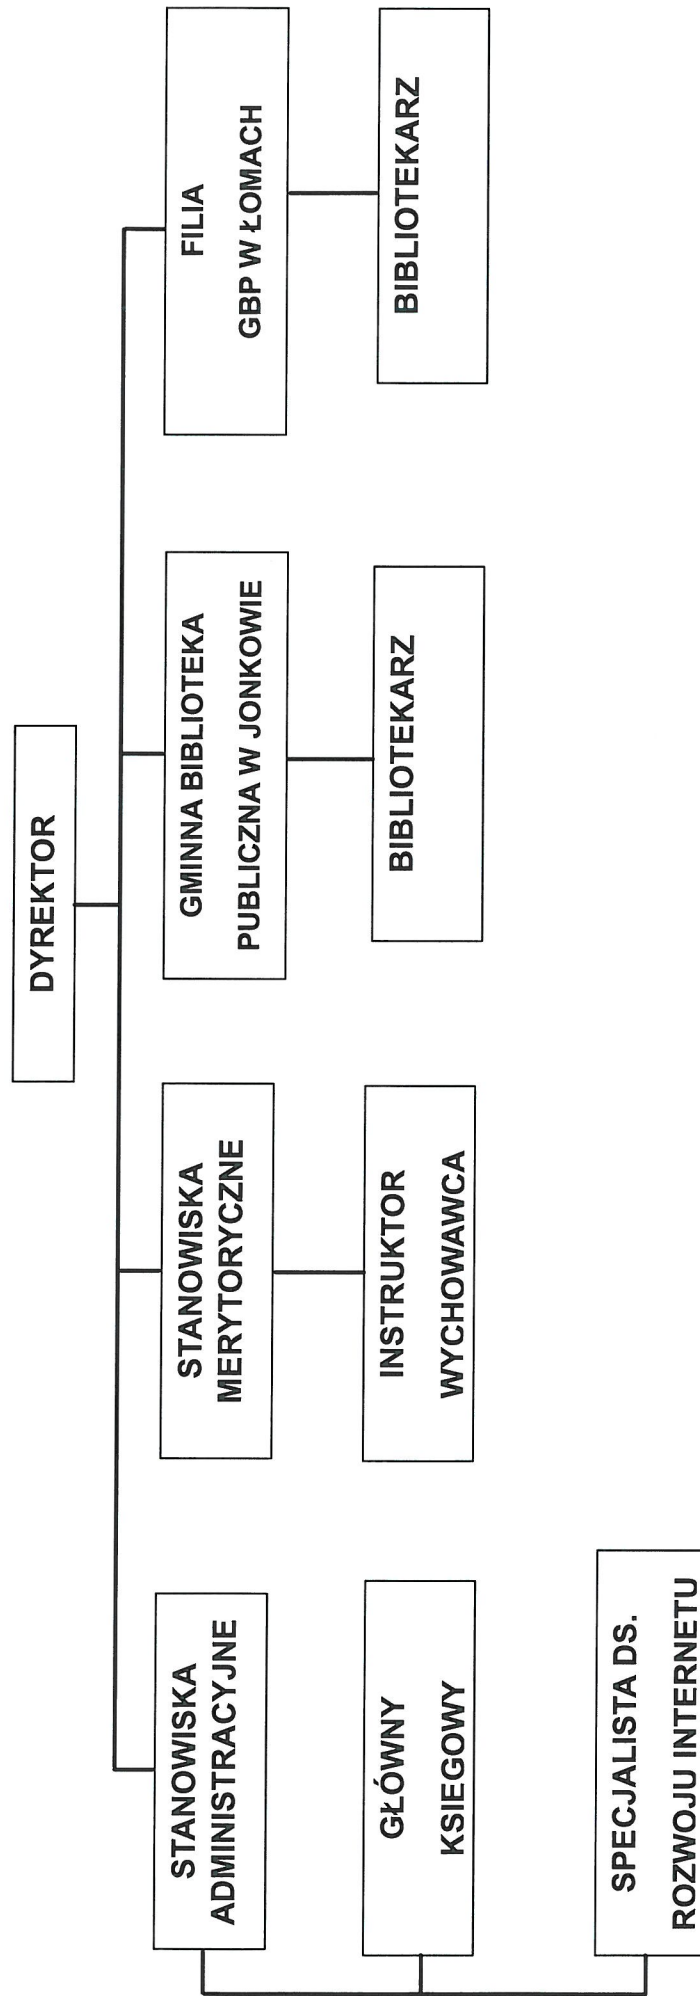 DYREKTOR
STANOWISKA
ADMINISTRACYJNE
STANOWISKA
MERYTORYCZNE
GMINNA BIBLIOTEKA
PUBLICZNA W JONKOWIE
FILIA
GBP W ŁOMACH
GŁÓWNY
KSIEGOWY
INSTRUKTOR
WYCHOWAWCA
BIBLIOTEKARZ
BIBLIOTEKARZ
SPECJALISTA DS.
ROZWOJU INTERNETU